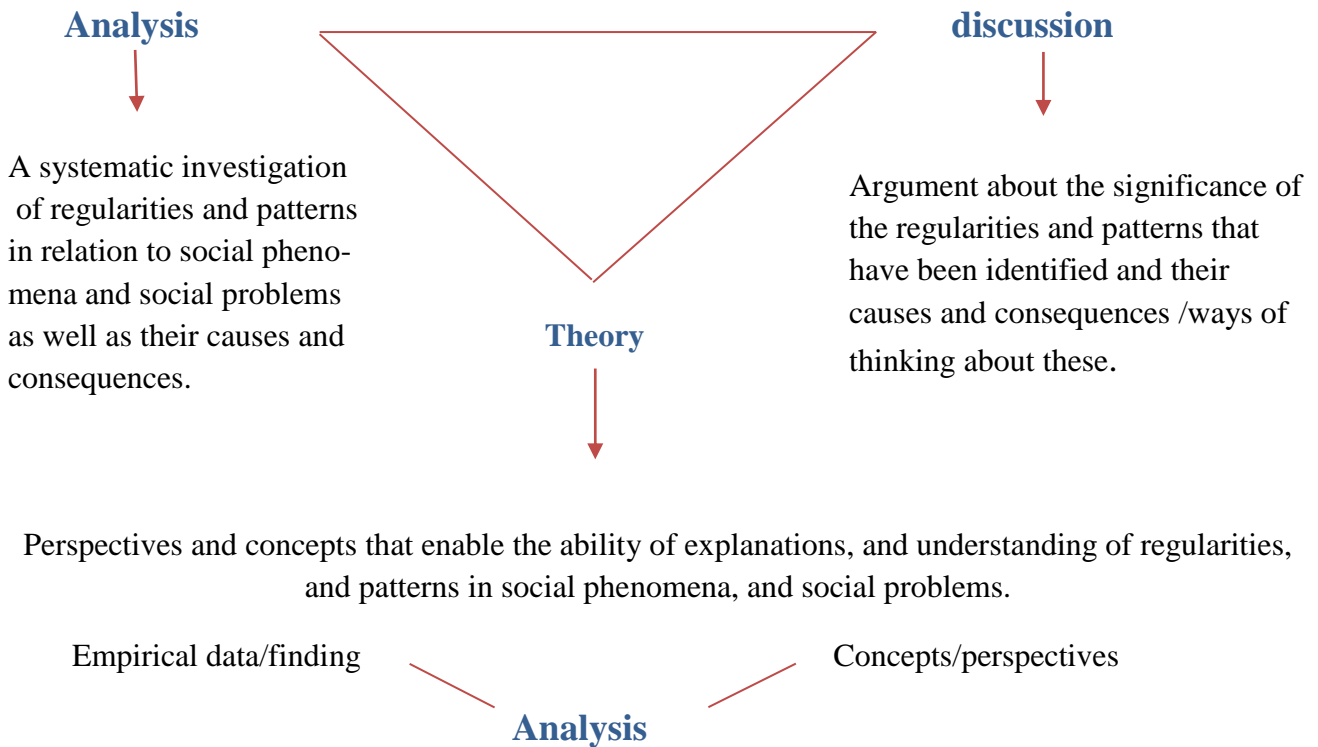 Analysis
discussion
A systematic investigation
of regularities and patterns
in relation to social pheno-
mena and social problems
as well as their causes and
consequences.
Argument about the significance of
the regularities and patterns that
have been identified and their
causes and consequences /ways of
thinking about these.
Theory
Perspectives and concepts that enable the ability of explanations, and understanding of regularities,
and patterns in social phenomena, and social problems.
Empirical data/finding
Concepts/perspectives
Analysis